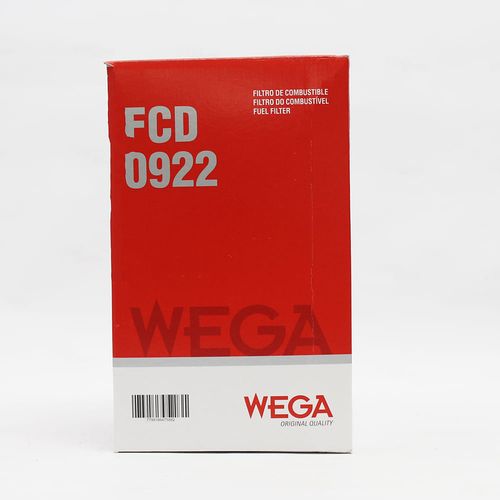 FCD
0922
FILTRO DE COMBUSTIBLE
FILTRO DO COMBUSTÍVEL
FUEL FILTER
WEGA
WEGA
ORIGINAL QUALITY